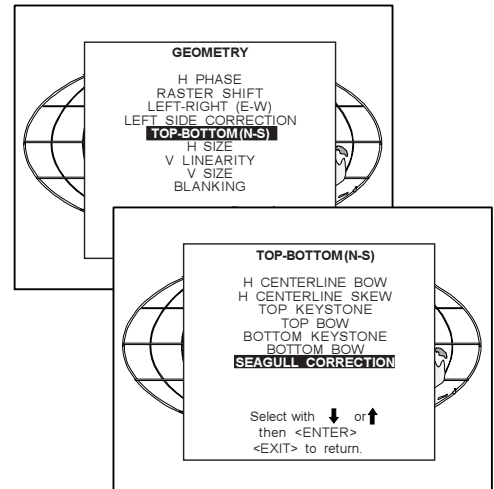 GEOMETRY
H PHASE
RASTER SHIFT
LEFT-RIGHT (E-W)
LEFT SIDE CORRECTION
TOP-BOTTOM (N-S)
H SIZE
V LINEARITY
V SIZE
BLANKING
TOP-BOTTOM (N-S)
H CENTERLINE BOW
H CENTERLINE SKEW
TOP KEYSTONE
TOP BOW
BOTTOM KEYSTONE
BOTTOM BOW
SEAGULL CORRECTION
Select with ↓ or ↑
then <ENTER>
<EXIT> to return.